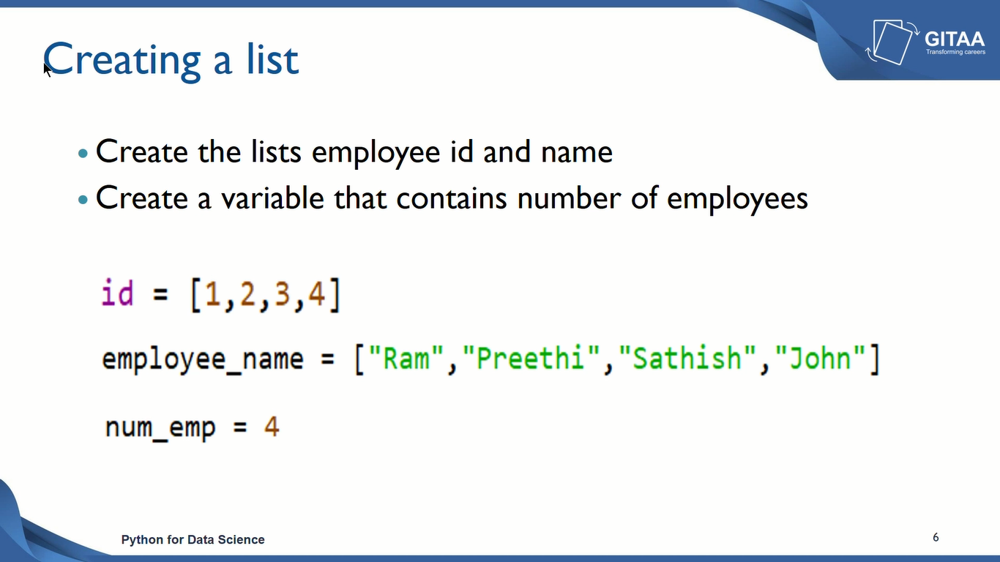 GITAA
Transforming careers
Creating a list
• Create the lists employee id and name
• Create a variable that contains number of employees
id = [1,2,3,4]
employee_name = ["Ram","Preethi","Sathish","John"]
num_emp = 4
Python for Data Science
6